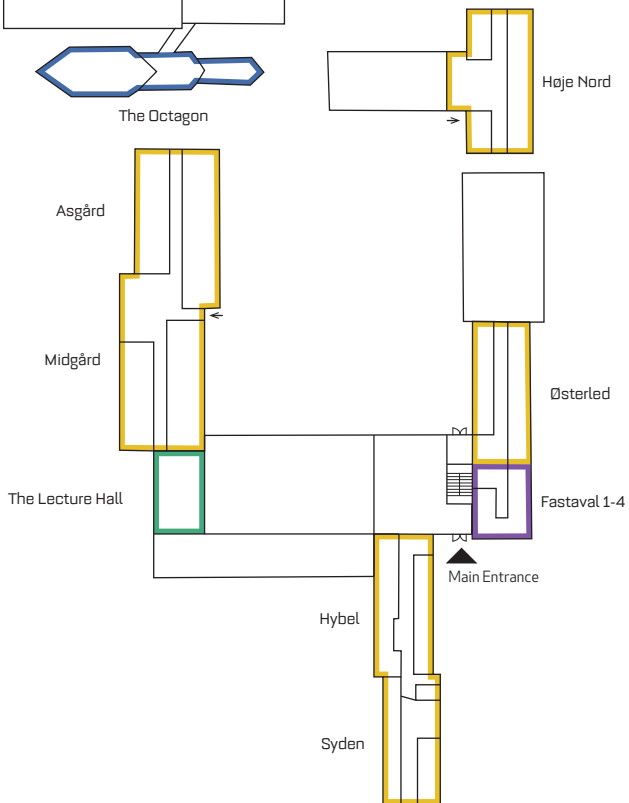 The Octagon
Høje Nord
Asgård
Midgård
Østerled
The Lecture Hall
Fastaval 1-4
Main Entrance
Hybel
Syden